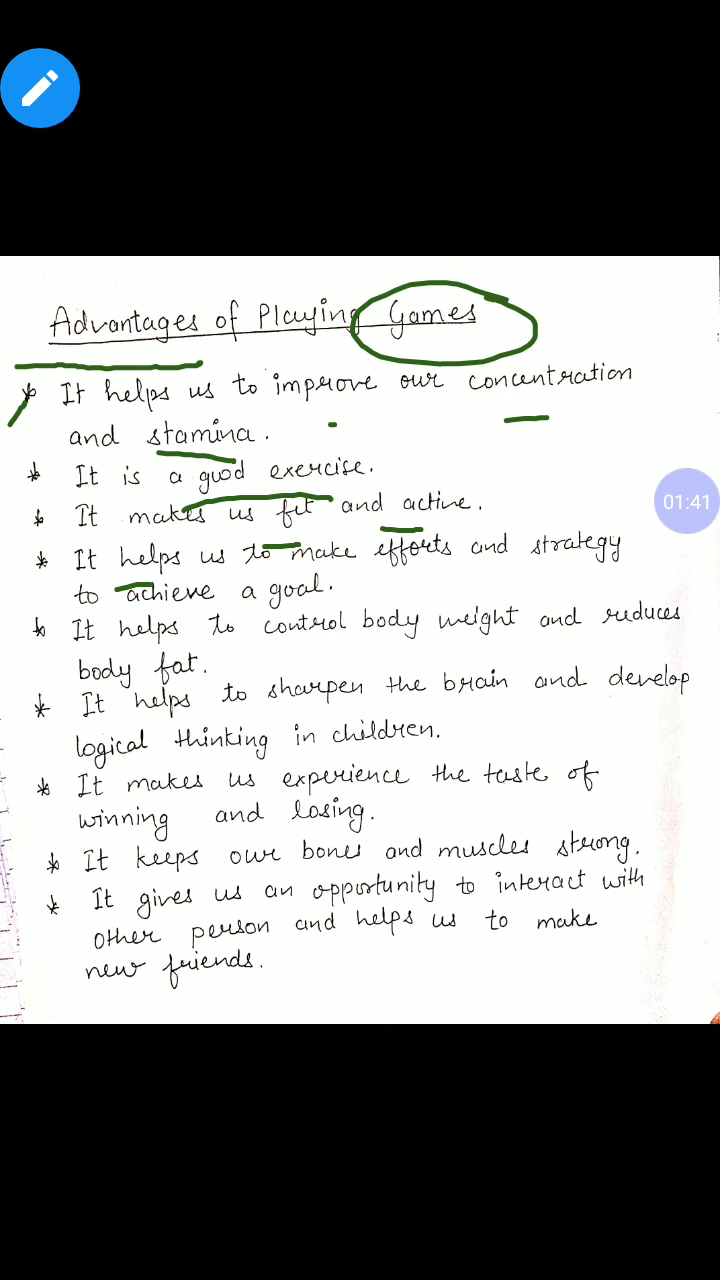 01:41
Advantages of Playing Games
* It helps us to improve our concentration
and stamina.
* It is a good exercise.
* It makes us fit and active.
* It helps us to make efforts and strategy
to achieve a goal.
* It helps to control body weight and reduces
body fat.
* It helps to sharpen the brain and develop
logical thinking in children.
* It makes us experience the taste of
winning and losing.
* It keeps our bones and muscles strong.
* It gives us an opportunity to interact with
other person and helps us to make
new friends.